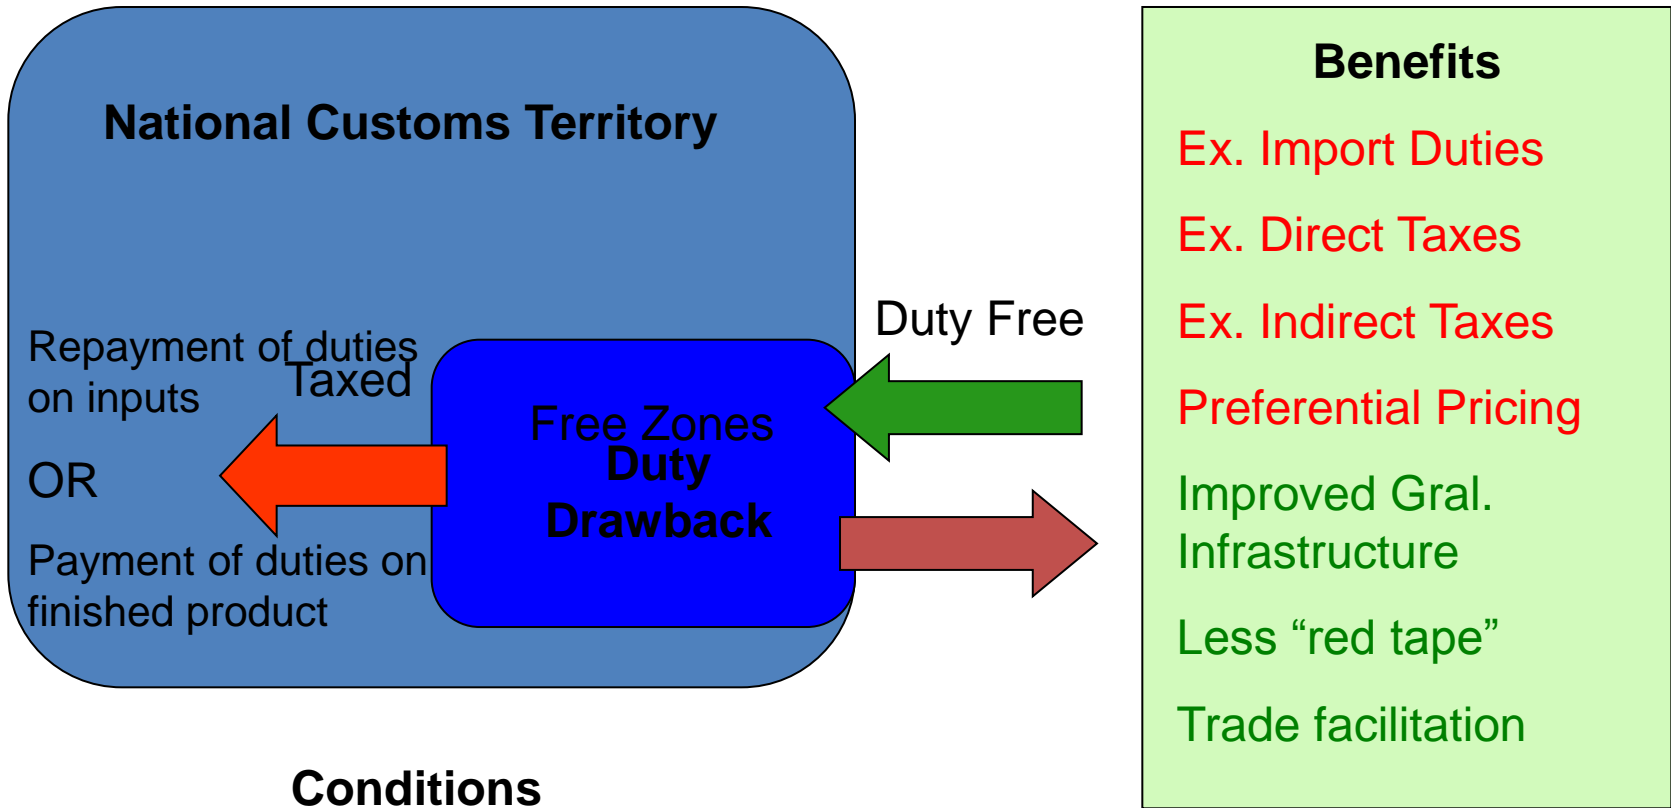 National Customs Territory
Repayment of duties
on inputs
Taxed
OR
Payment of duties on
finished product
Free Zones
Duty
Drawback
Duty Free
Conditions
Benefits
Ex. Import Duties
Ex. Direct Taxes
Ex. Indirect Taxes
Preferential Pricing
Improved Gral.
Infrastructure
Less “red tape”
Trade facilitation